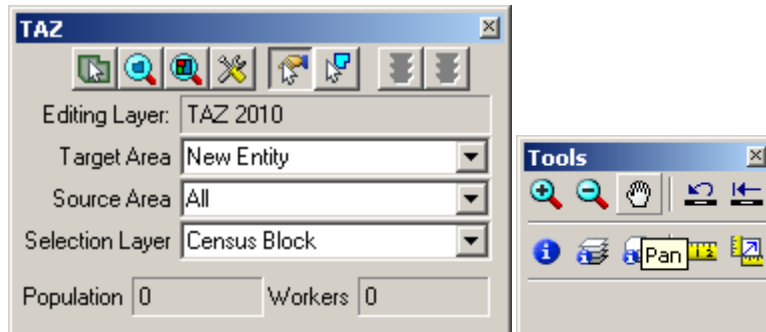 TAZ
Editing Layer: TAZ 2010
Target Area New Entity
Source Area All
Selection Layer Census Block
Population 0 Workers 0
Tools
Pan